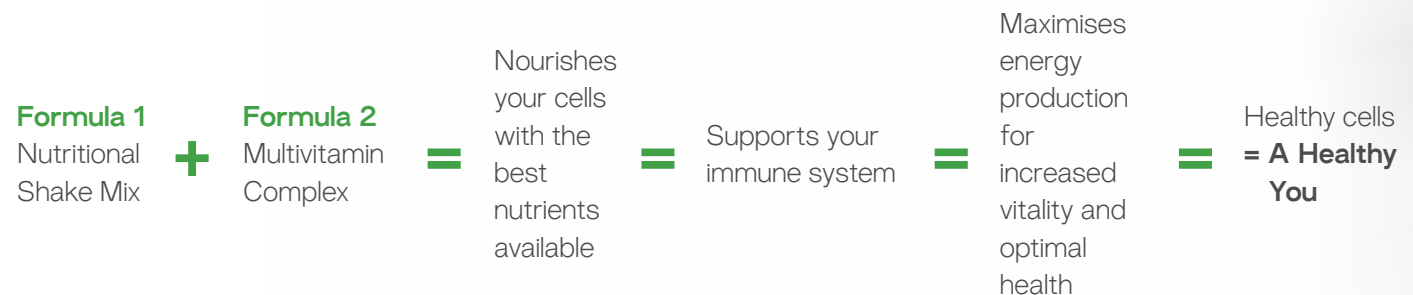 Formula 1
Nutritional
Shake Mix
+
Formula 2
Multivitamin
Complex
=
Nourishes
your cells
with the
best
nutrients
available
=
Supports your
immune system
=
Maximises
energy
production
for
increased
vitality and
optimal
health
=
Healthy cells
= A Healthy
You